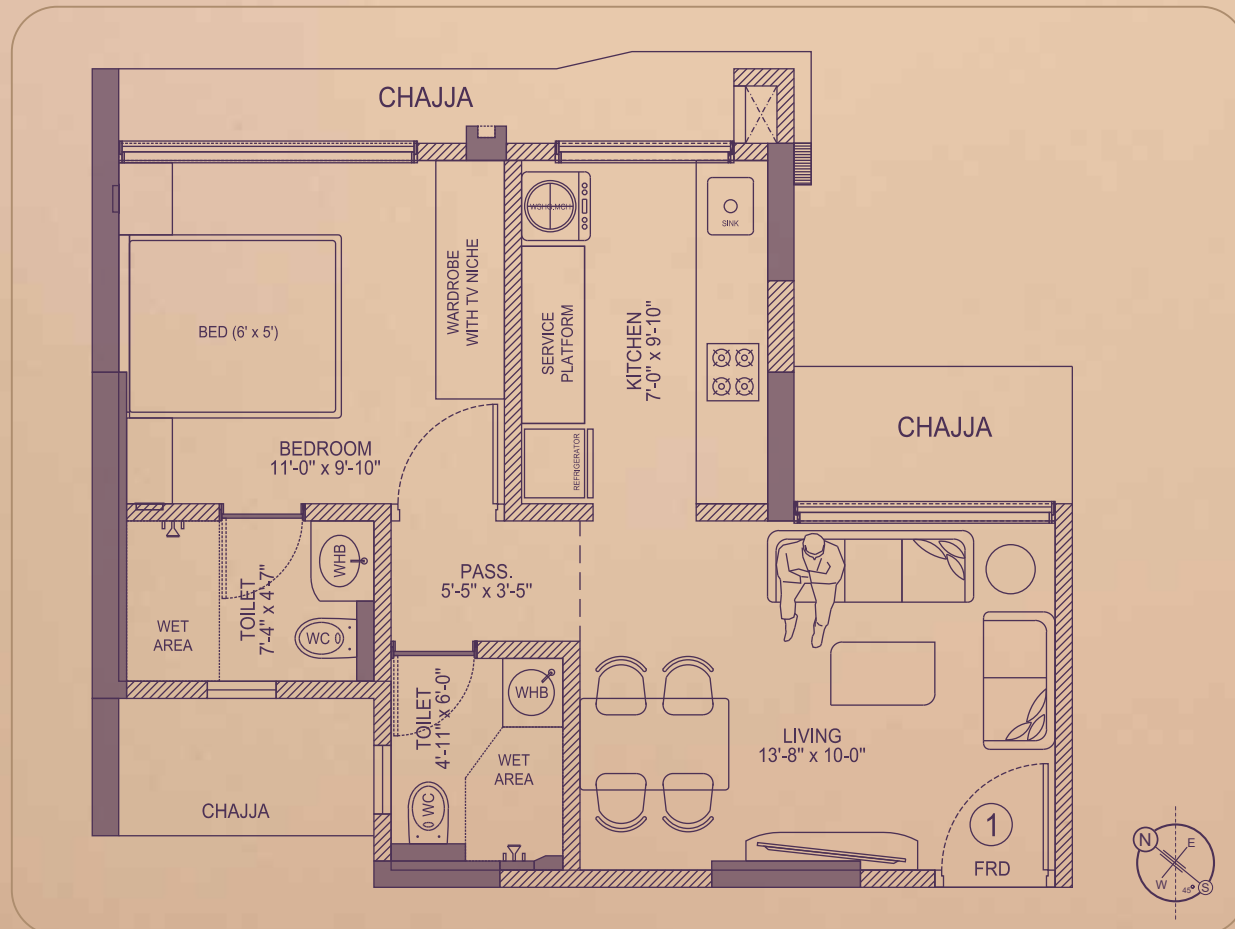 CHAJJA
WSHG.MCH
SINK
WARDROBE
WITH TV NICHE
BED (6' x 5')
SERVICE
PLATFORM
KITCHEN
7'-0" x 9'-10"
CHAJJA
BEDROOM
11'-0" x 9'-10"
REFRIGERATOR
WHB
TOILET
7'-4" x 4'-7"
PASS.
5'-5" x 3'-5"
WET
AREA
WC
WHB
TOILET
4'-11" x 6'-0"
WET
AREA
WC
LIVING
13'-8" x 10-0"
CHAJJA
1
FRD
N
E
W
S
45°